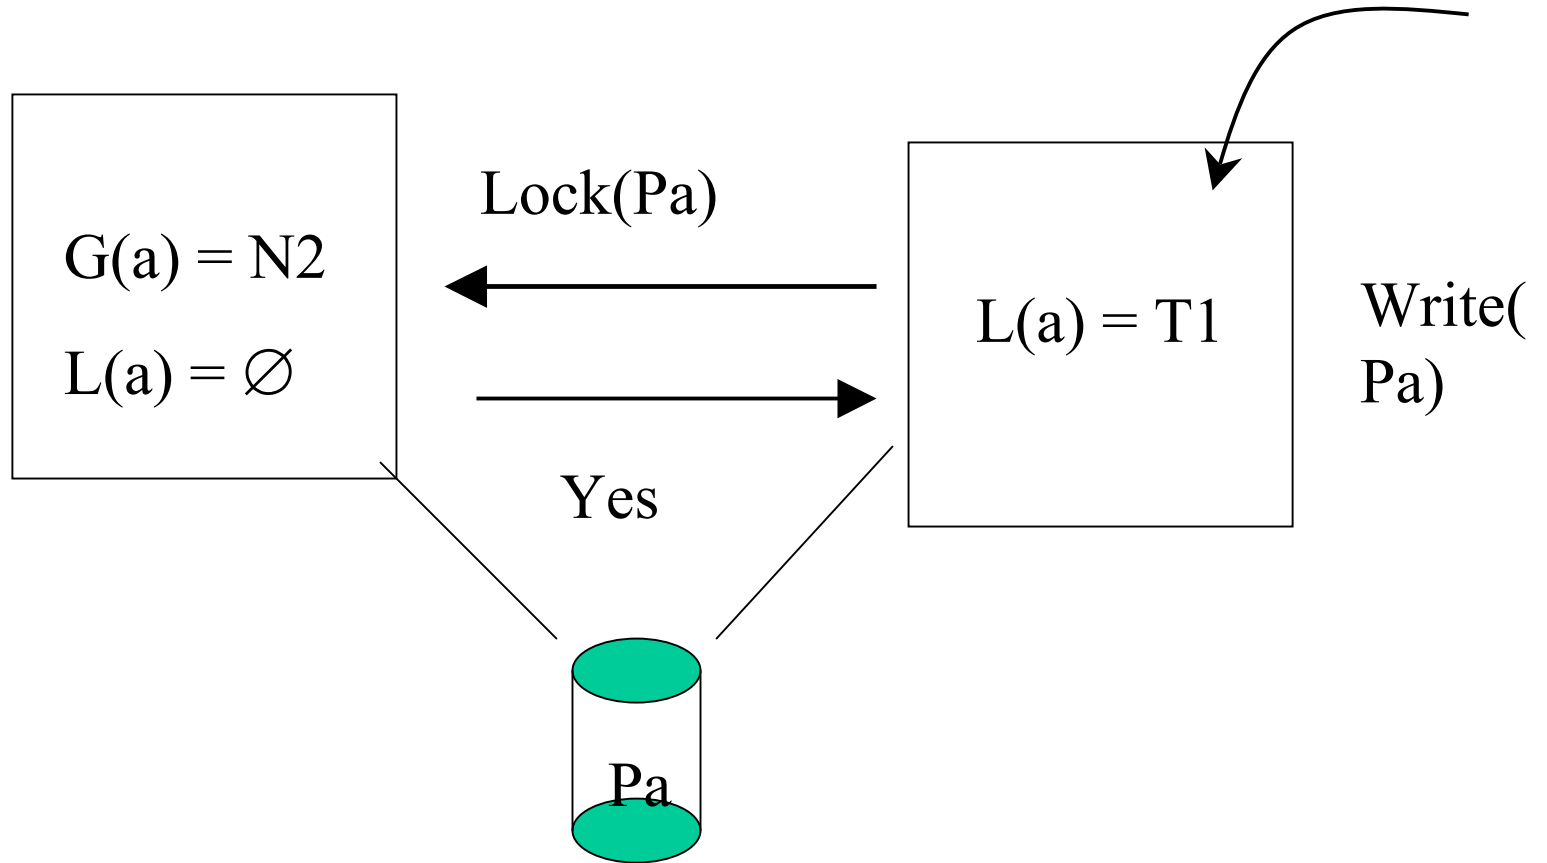 Lock(Pa)
G(a) = N2
L(a) = ∅
L(a) = T1
Write(
Pa)
Yes
Pa